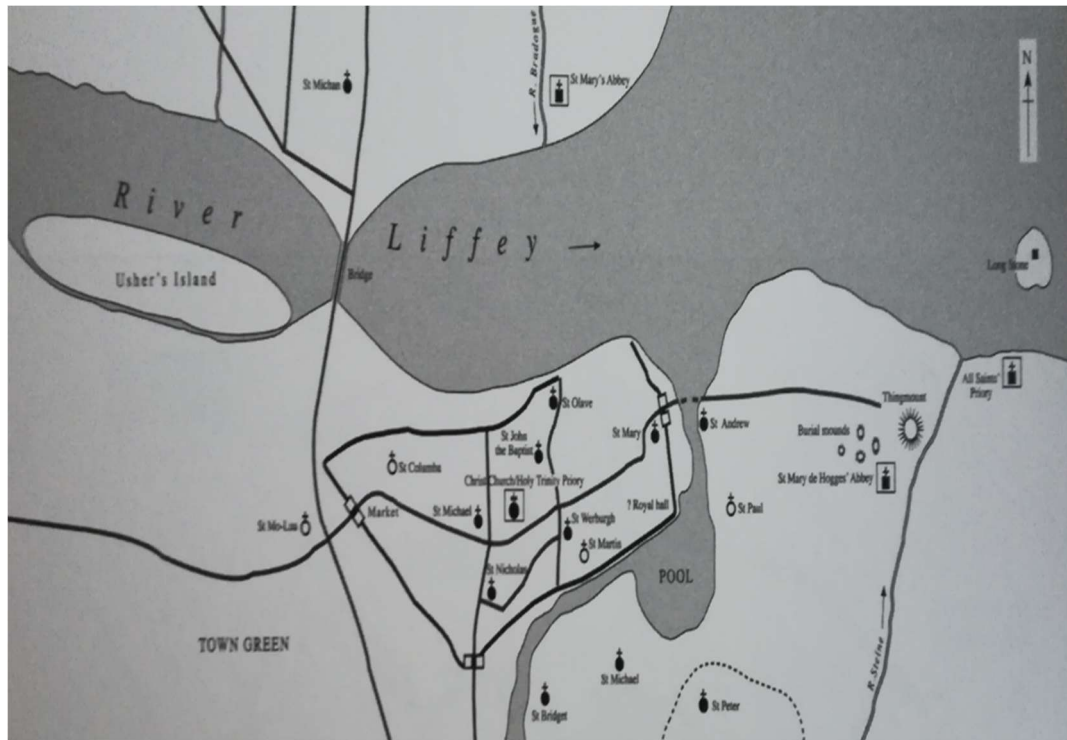 St Michan
R. Bradogue
St Mary's Abbey
N
River
Liffey
Usher's Island
Bridge
Long Stone
All Saints'
Priory
Thingmount
St Olave
St Andrew
Burial mounds
St Mary
St John
the Baptist
St Columba
Christ Church/Holy Trinity Priory
St Mary de Hogges' Abbey
Market
St Michael
? Royal hall
St Paul
St Mo-Lua
St Werburgh
St Martin
St Nicholas
POOL
TOWN GREEN
R. Steine
St Michael
St Bridget
St Peter